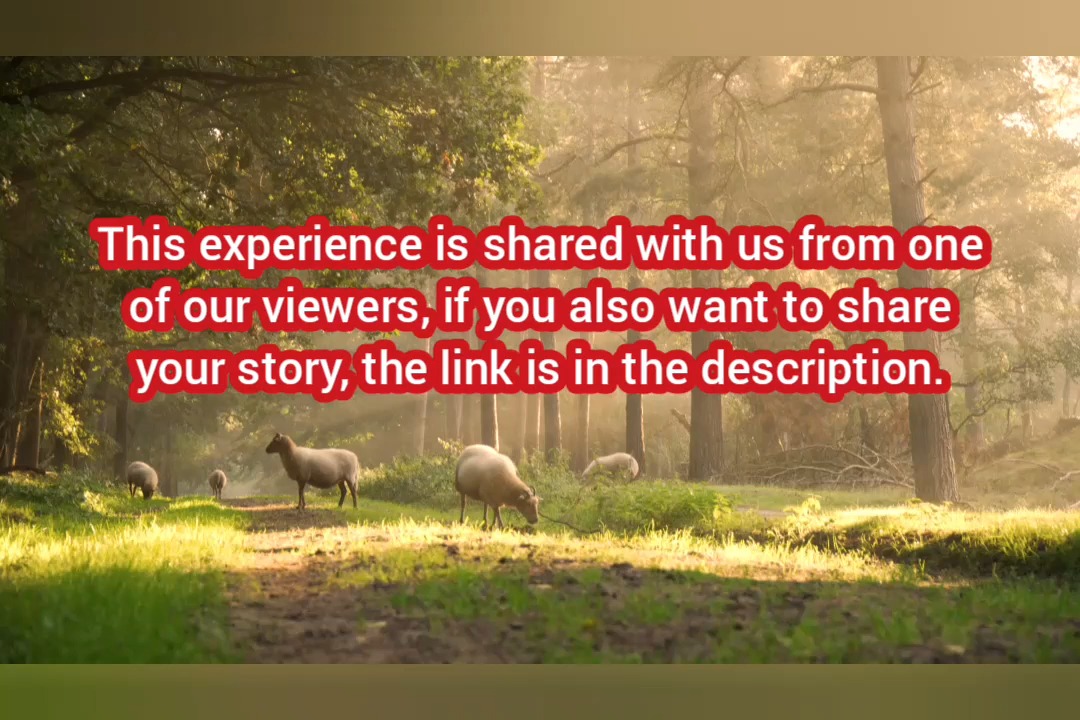 This experience is shared with us from one
of our viewers, if you also want to share
your story, the link is in the description.